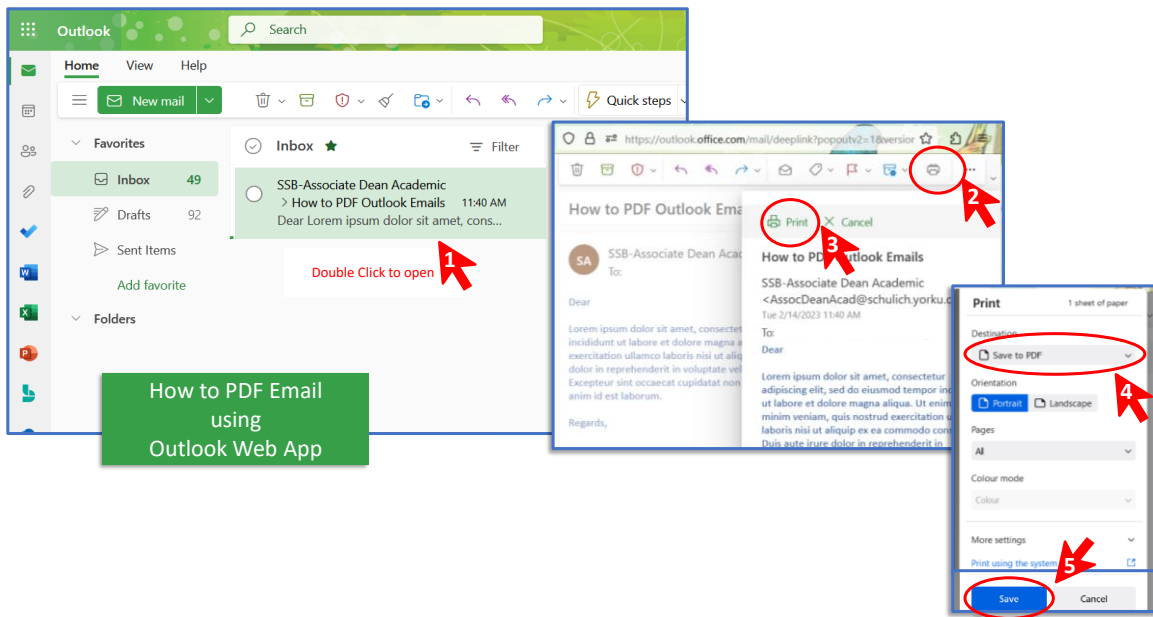 Outlook
Search
Home View Help
New mail
Quick steps
Favorites
Inbox 49
Drafts 92
Sent Items
Add favorite
Folders
Inbox
Filter
SSB-Associate Dean Academic
How to PDF Outlook Emails 11:40 AM
Dear Lorem ipsum dolor sit amet, cons...
1
Double Click to open
How to PDF Email
using
Outlook Web App
https://outlook.office.com/mail/deeplink?popoutv2=1&version
2
How to PDF Outlook Ema
SA
SSB-Associate Dean Acad
To:
Dear
Lorem ipsum dolor sit amet, consectet
incididunt ut labore et dolore magna a
exercitation ullamco laboris nisi ut aliq
dolor in reprehenderit in voluptate vel
Excepteur sint occaecat cupidatat non
anim id est laborum.
Regards,
Print Cancel
3
How to PDF Outlook Emails
SSB-Associate Dean Academic
<AssocDeanAcad@schulich.yorku.c
Tue 2/14/2023 11:40 AM
To:
Dear
Lorem ipsum dolor sit amet, consectetur
adipiscing elit, sed do eiusmod tempor inc
ut labore et dolore magna aliqua. Ut enim
minim veniam, quis nostrud exercitation u
laboris nisi ut aliquip ex ea commodo con
Duis aute irure dolor in reprehenderit in
Print 1 sheet of paper
Destination
Save to PDF
4
Orientation
Portrait Landscape
Pages
All
Colour mode
Colour
More settings
Print using the system
5
Save Cancel